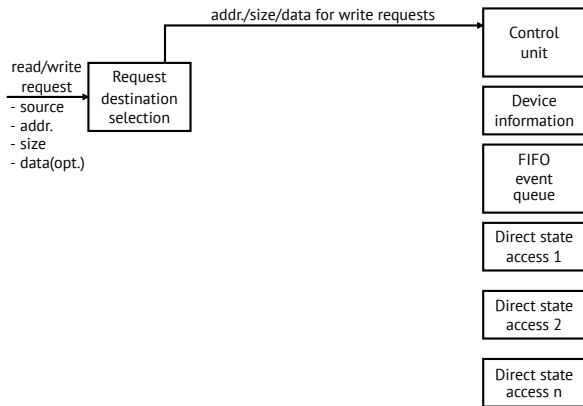 addr./size/data for write requests
Control
unit
read/write
request
- source
- addr.
- size
- data(opt.)
Request
destination
selection
Device
information
FIFO
event
queue
Direct state
access 1
Direct state
access 2
Direct state
access n